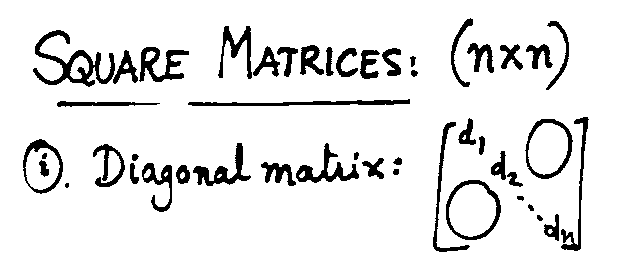 SQUARE MATRICES: (n×n)
(i). Diagonal matrix: [d₁ d₂ ⋱ dₙ]